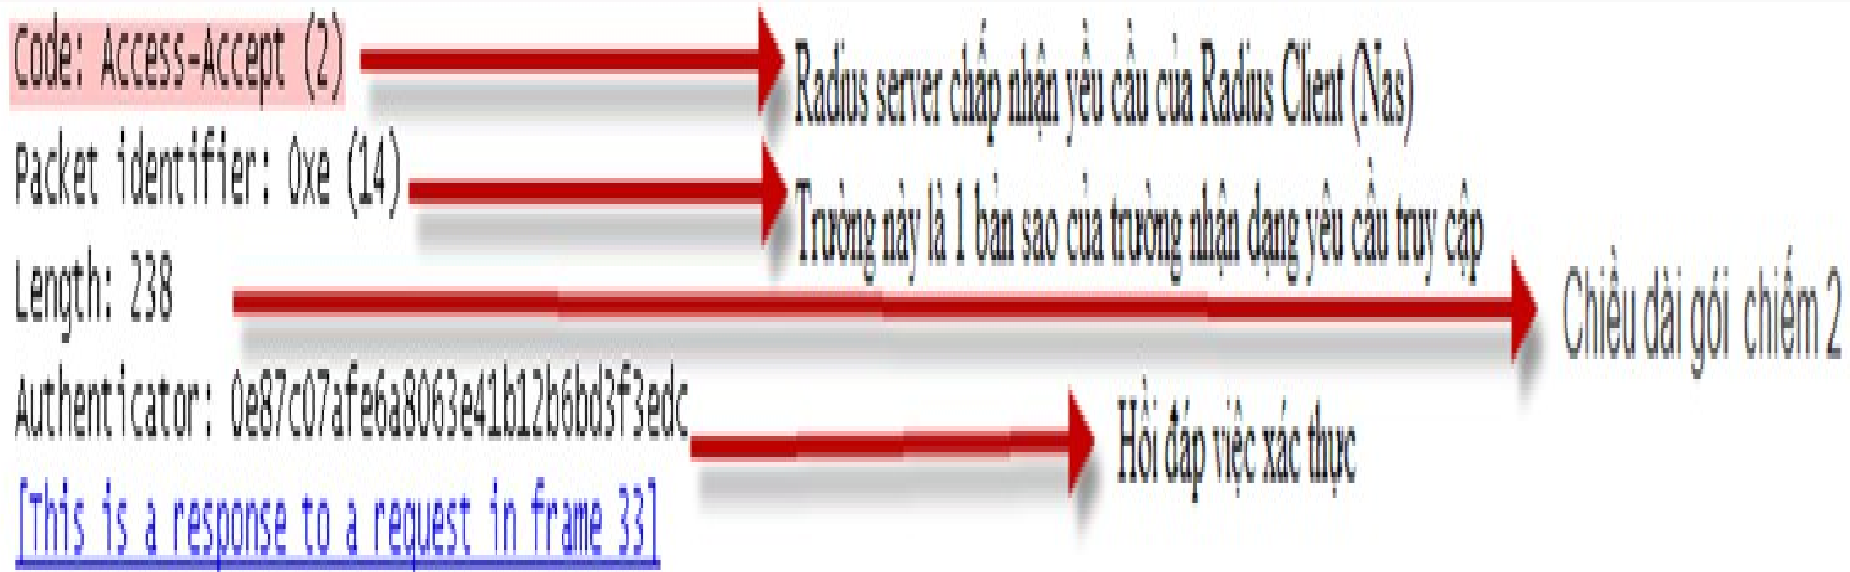 Code: Access-Accept (2)
Radius server chấp nhận yêu cầu của Radius Client (Nas)
Packet identifier: 0xe (14)
Trường này là 1 bản sao của trường nhận dạng yêu cầu truy cập
Length: 238
Chiều dài gói chiếm 2
Authenticator: 0e87c07afe6a8063e41b12b6bd3f3edc
Hồi đáp việc xác thực
[This is a response to a request in frame 33]